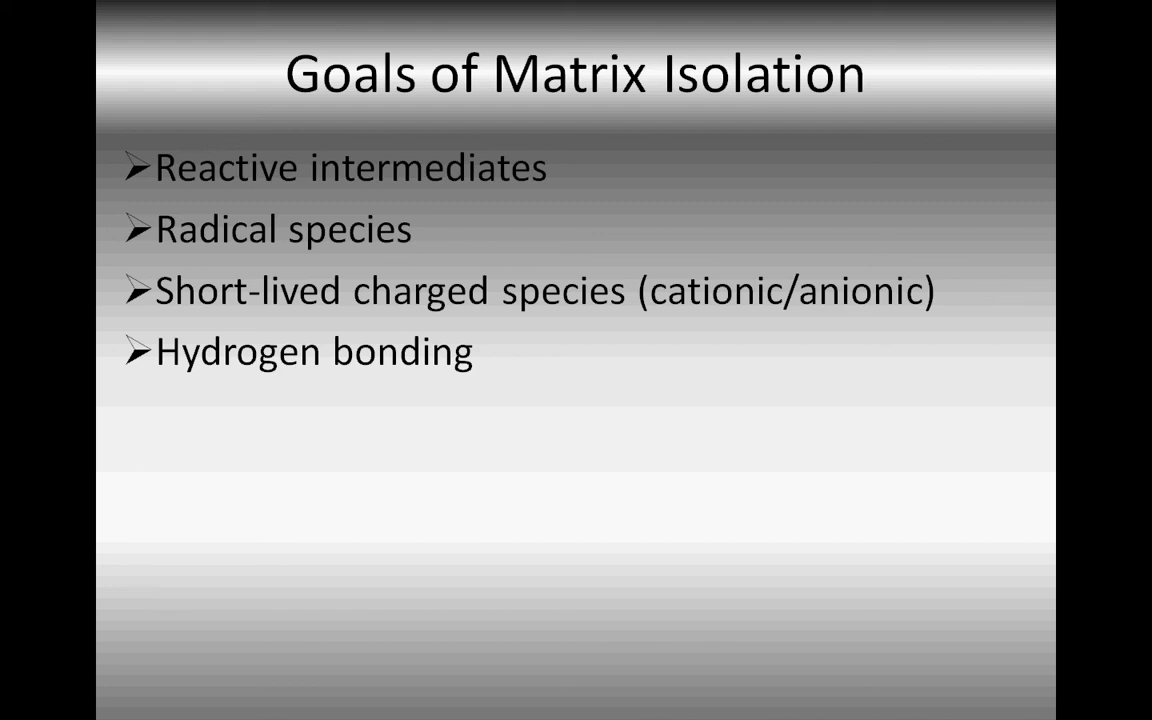 Goals of Matrix Isolation
➢Reactive intermediates
➢Radical species
➢Short-lived charged species (cationic/anionic)
➢Hydrogen bonding